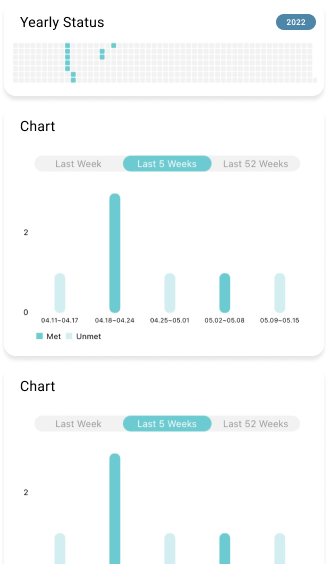 Yearly Status
2022
Chart
Last Week Last 5 Weeks Last 52 Weeks
2
0
04.11~04.17 04.18~04.24 04.25~05.01 05.02~05.08 05.09~05.15
Met Unmet
Chart
Last Week Last 5 Weeks Last 52 Weeks
2